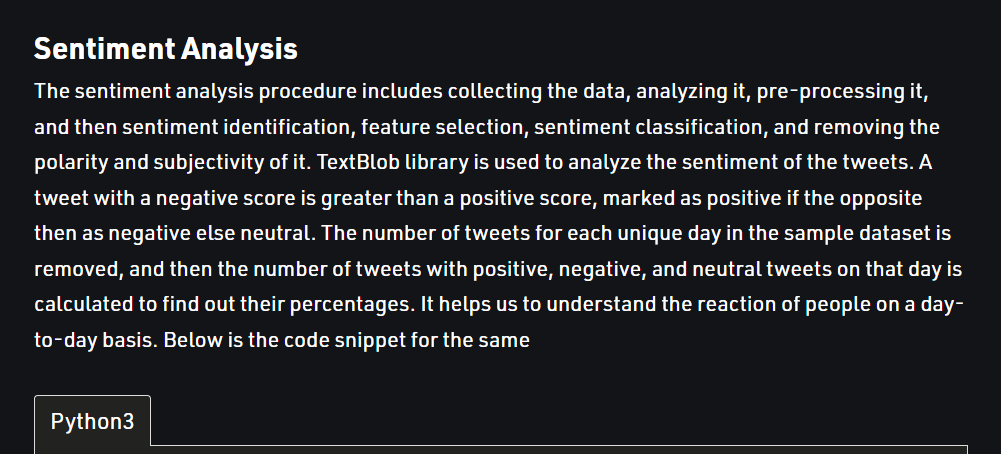 Sentiment Analysis
The sentiment analysis procedure includes collecting the data, analyzing it, pre-processing it,
and then sentiment identification, feature selection, sentiment classification, and removing the
polarity and subjectivity of it. TextBlob library is used to analyze the sentiment of the tweets. A
tweet with a negative score is greater than a positive score, marked as positive if the opposite
then as negative else neutral. The number of tweets for each unique day in the sample dataset is
removed, and then the number of tweets with positive, negative, and neutral tweets on that day is
calculated to find out their percentages. It helps us to understand the reaction of people on a day-
to-day basis. Below is the code snippet for the same
Python3